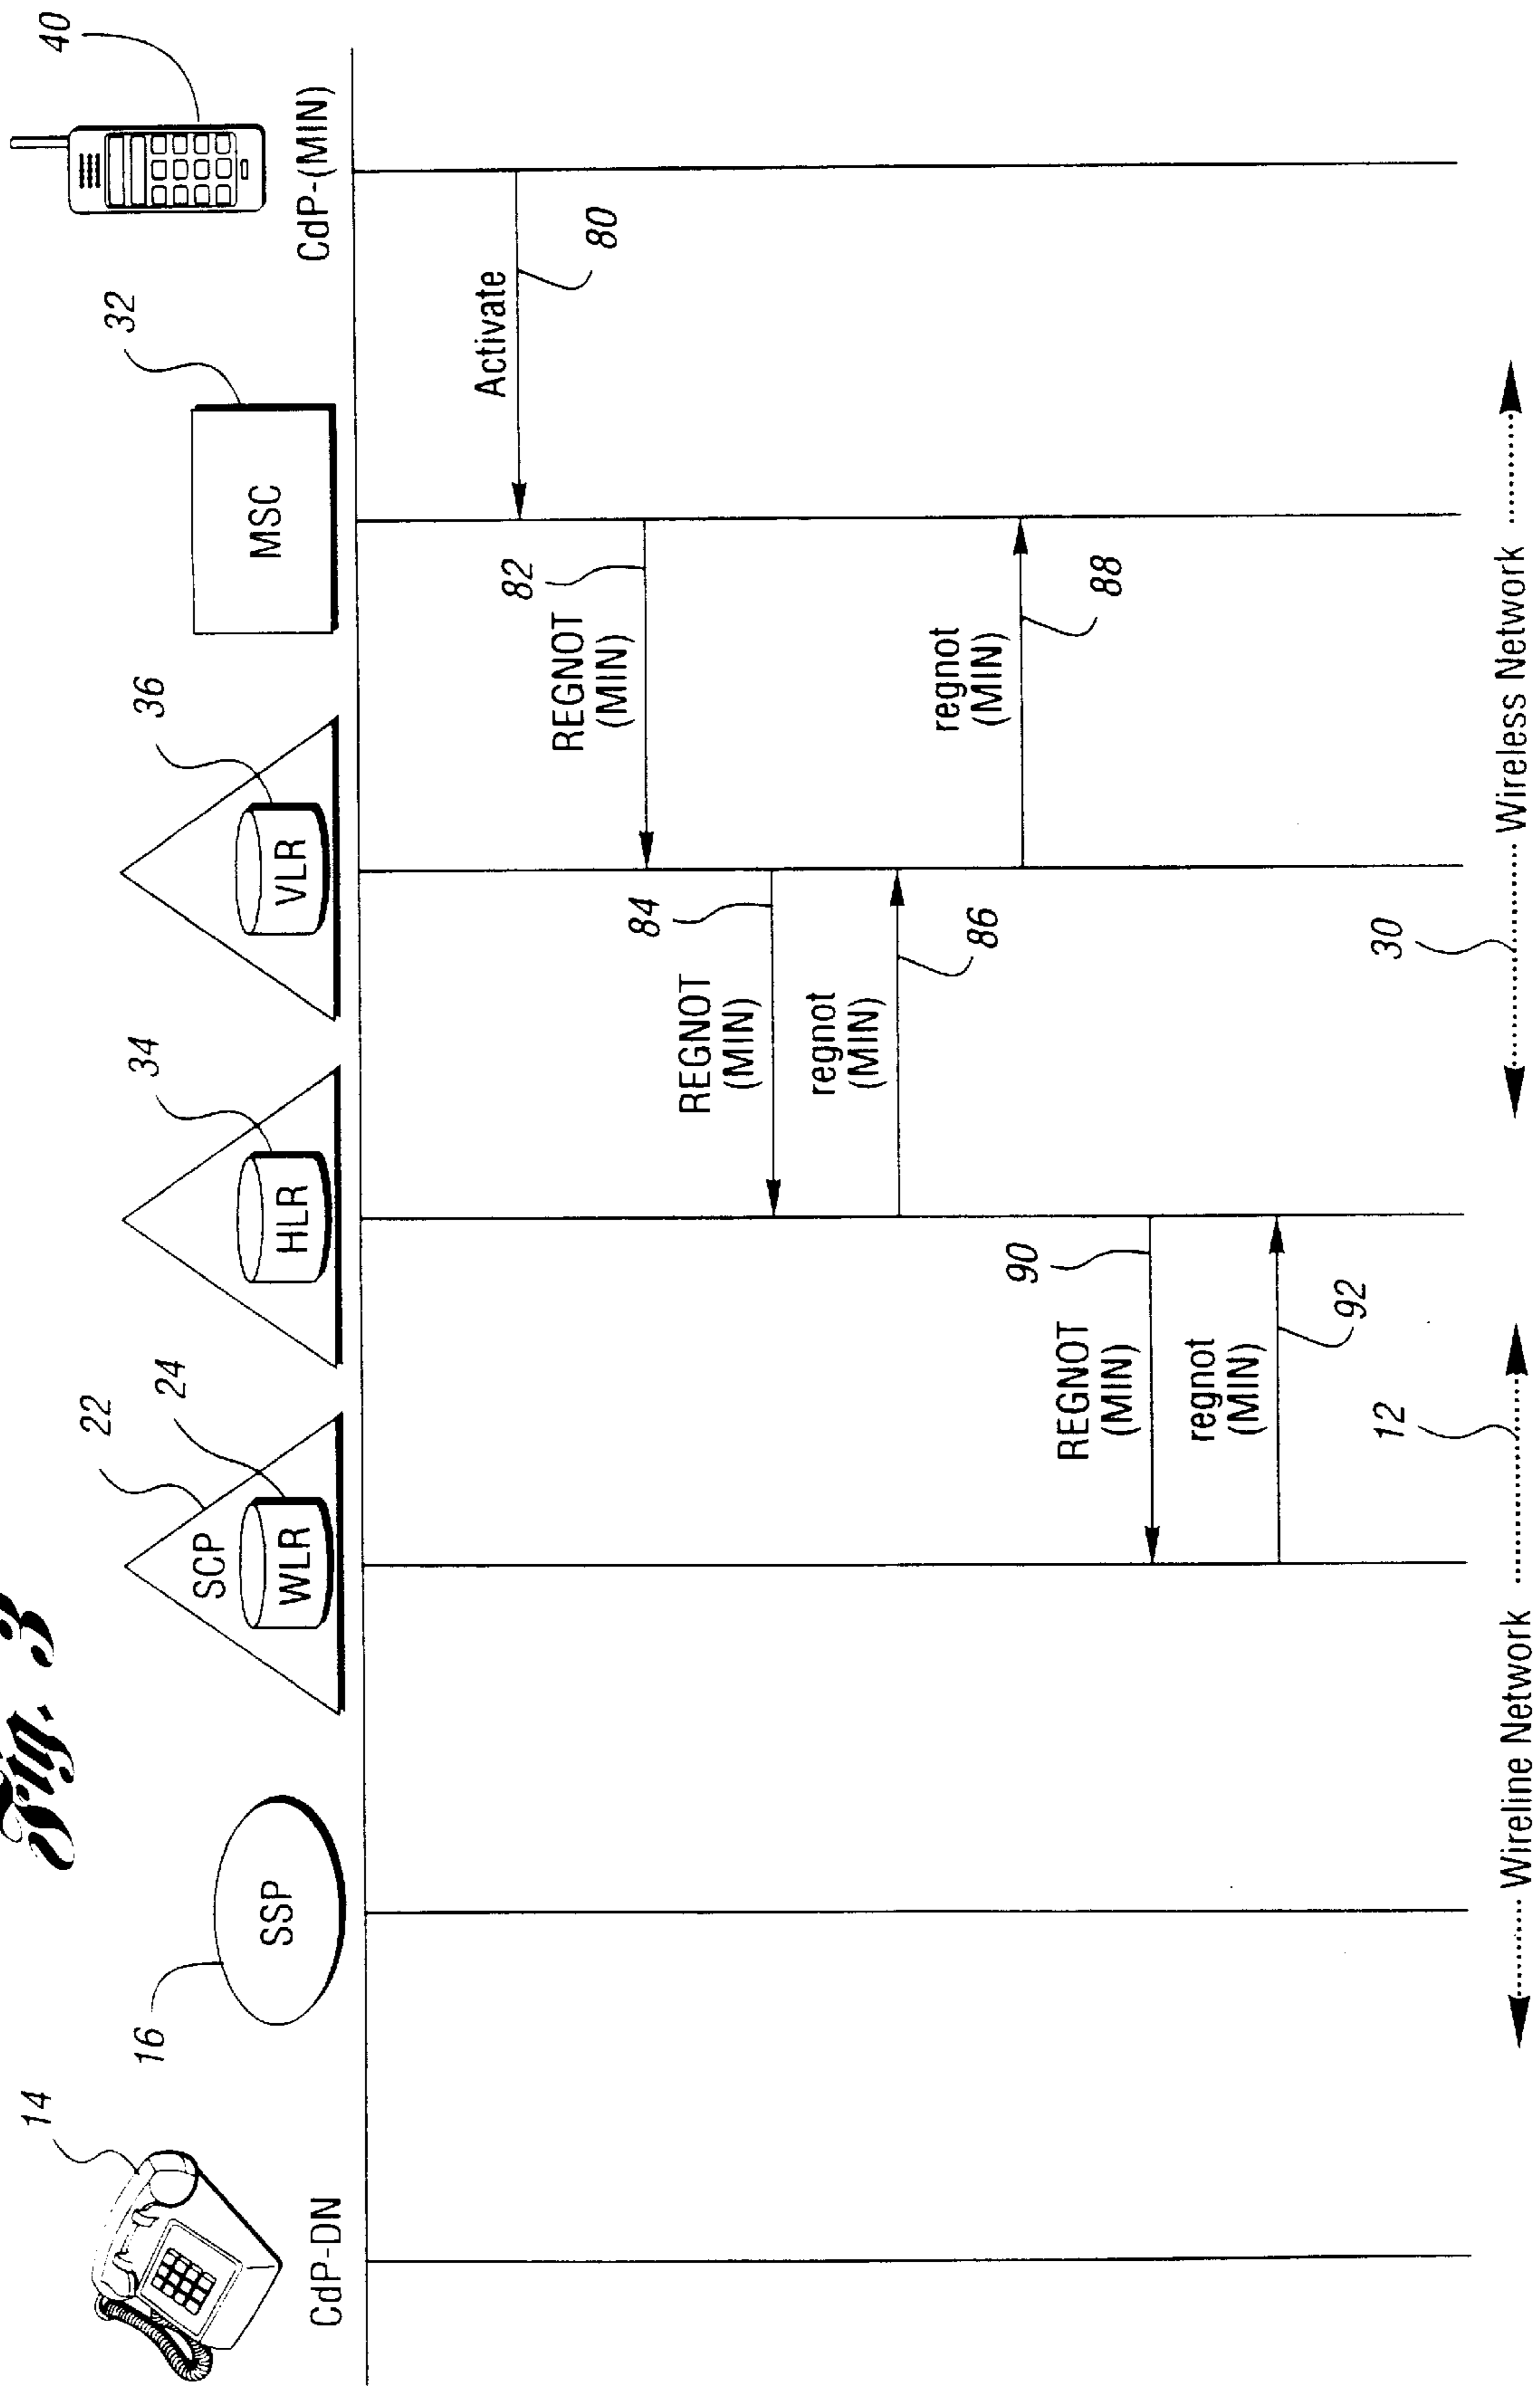 Fig. 3
14
16
22
24
34
36
32
40
SSP
SCP
WLR
HLR
VLR
MSC
CdP-DN
CdP-(MIN)
Activate
80
REGNOT
(MIN)
82
REGNOT
(MIN)
84
regnot
(MIN)
86
regnot
(MIN)
88
REGNOT
(MIN)
90
regnot
(MIN)
92
12
30
Wireline Network
Wireless Network